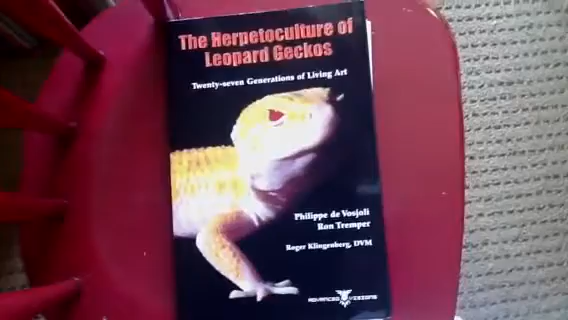 The Herpetoculture of
Leopard Geckos
Twenty-seven Generations of Living Art
Philippe de Vosjoli
Ron Tremper
Roger Klingenberg, DVM
ADVANCED VISIONS